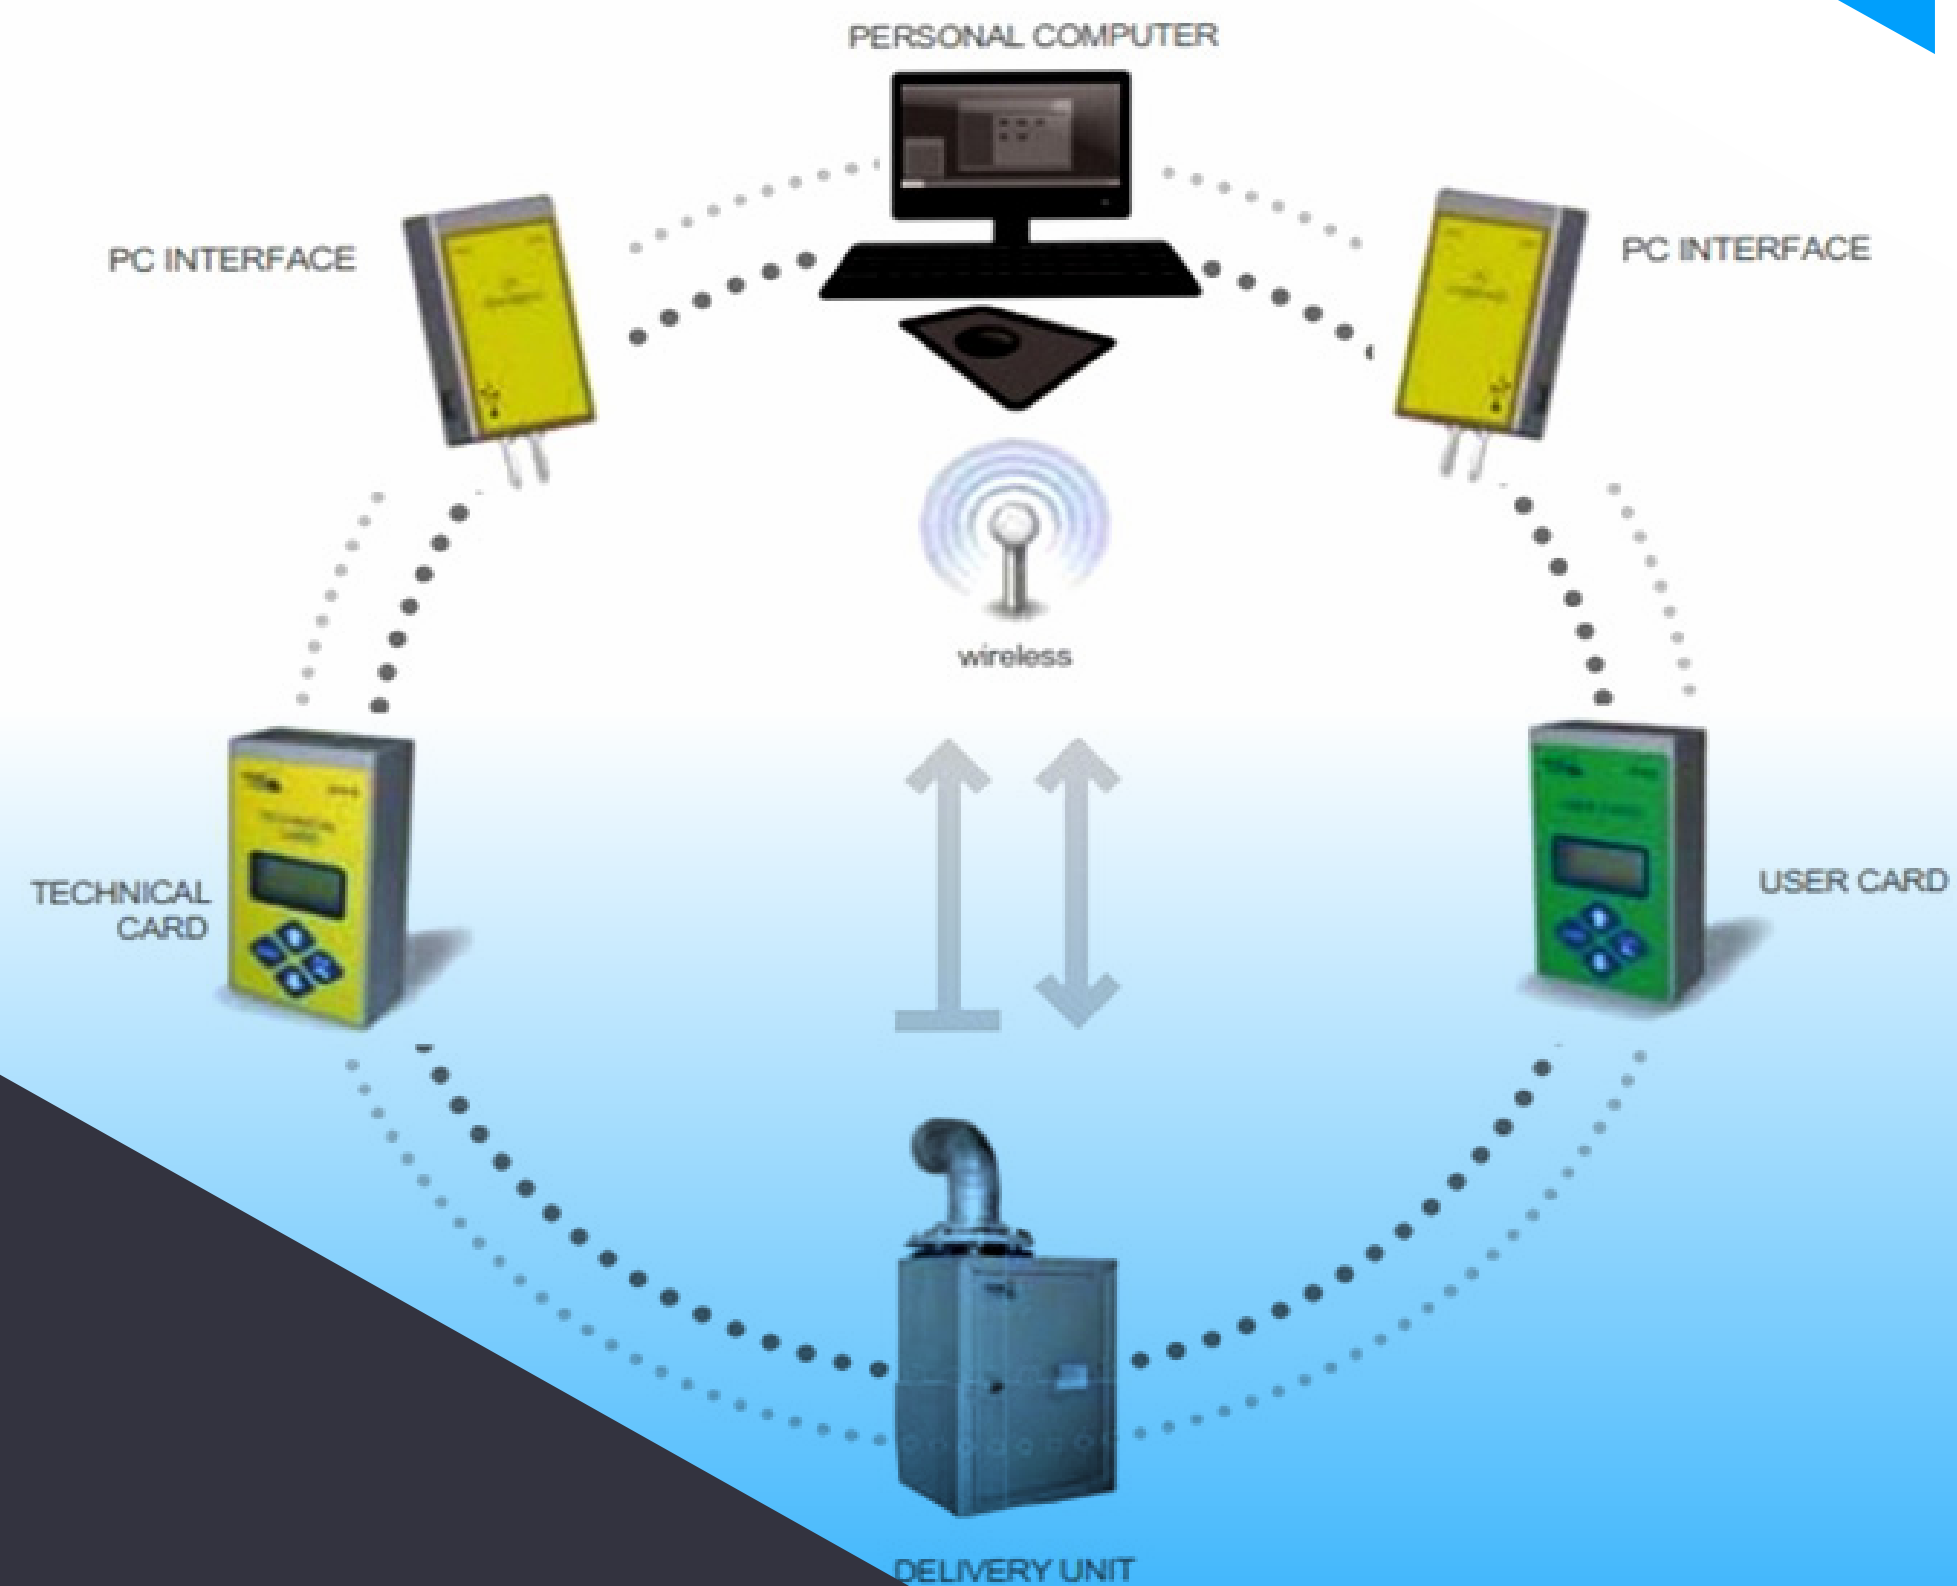 PERSONAL COMPUTER
PC INTERFACE
PC INTERFACE
wireless
TECHNICAL
CARD
USER CARD
DELIVERY UNIT